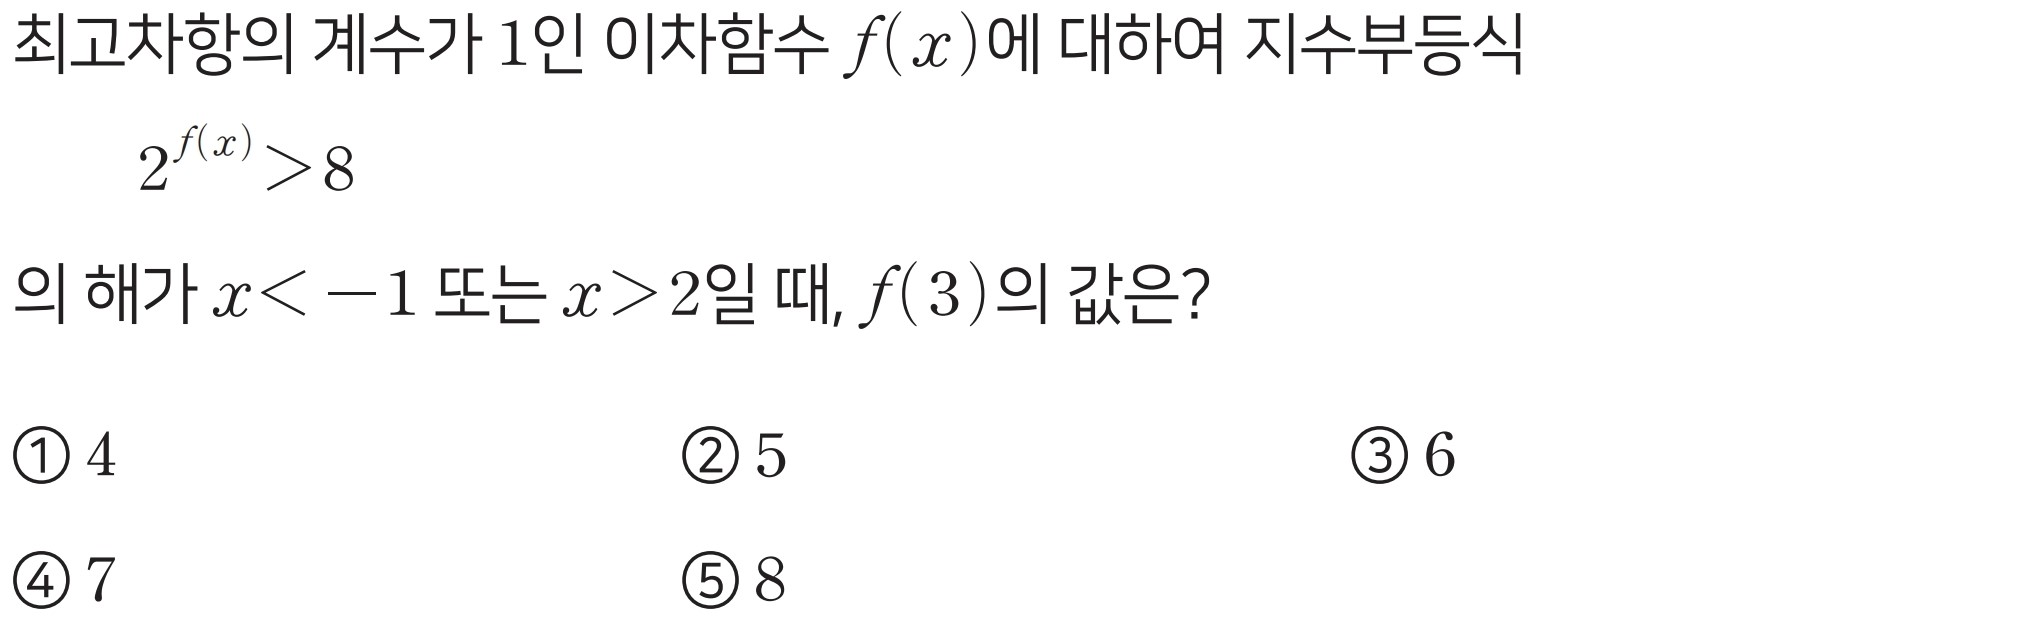 최고차항의 계수가 1인 이차함수 f(x)에 대하여 지수부등식
2^{f(x)}>8
의 해가 x<-1 또는 x>2일 때, f(3)의 값은?
① 4 ② 5 ③ 6
④ 7 ⑤ 8